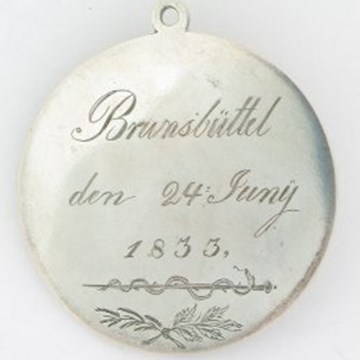 Brunsbüttel
den 24: Junÿ
1833,